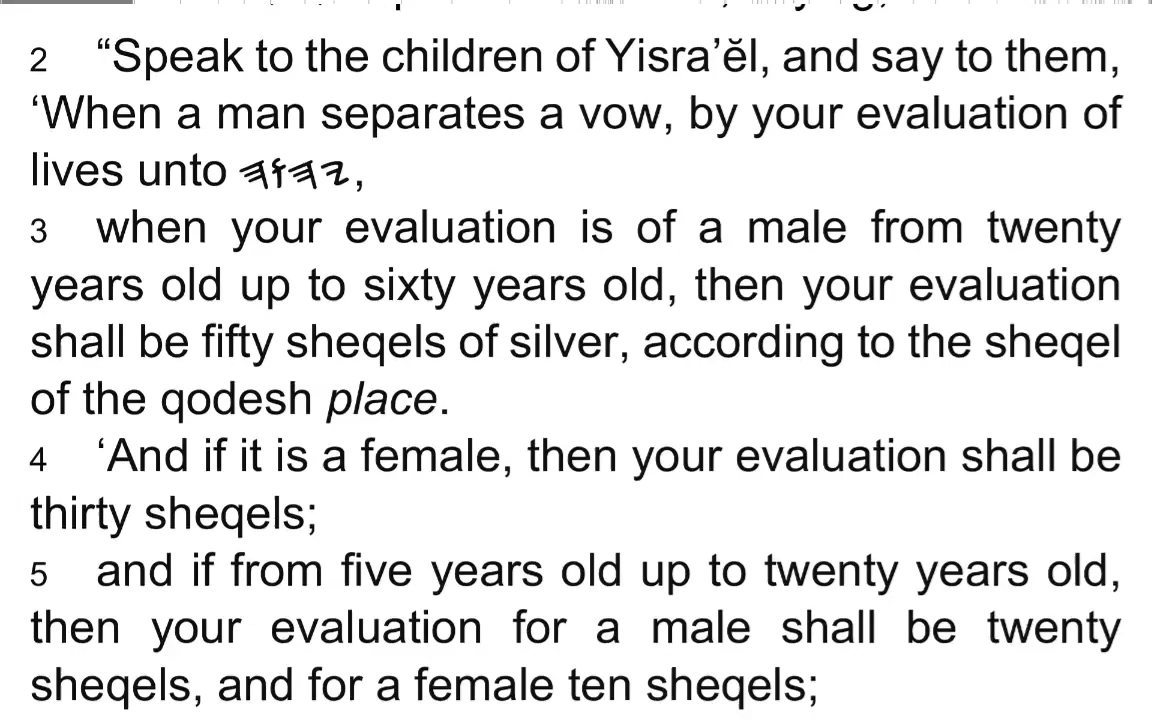 2 “Speak to the children of Yisra’ĕl, and say to them,
‘When a man separates a vow, by your evaluation of
lives unto 𐤉𐤄𐤅𐤄,
3 when your evaluation is of a male from twenty
years old up to sixty years old, then your evaluation
shall be fifty sheqels of silver, according to the sheqel
of the qodesh place.
4 ‘And if it is a female, then your evaluation shall be
thirty sheqels;
5 and if from five years old up to twenty years old,
then your evaluation for a male shall be twenty
sheqels, and for a female ten sheqels;